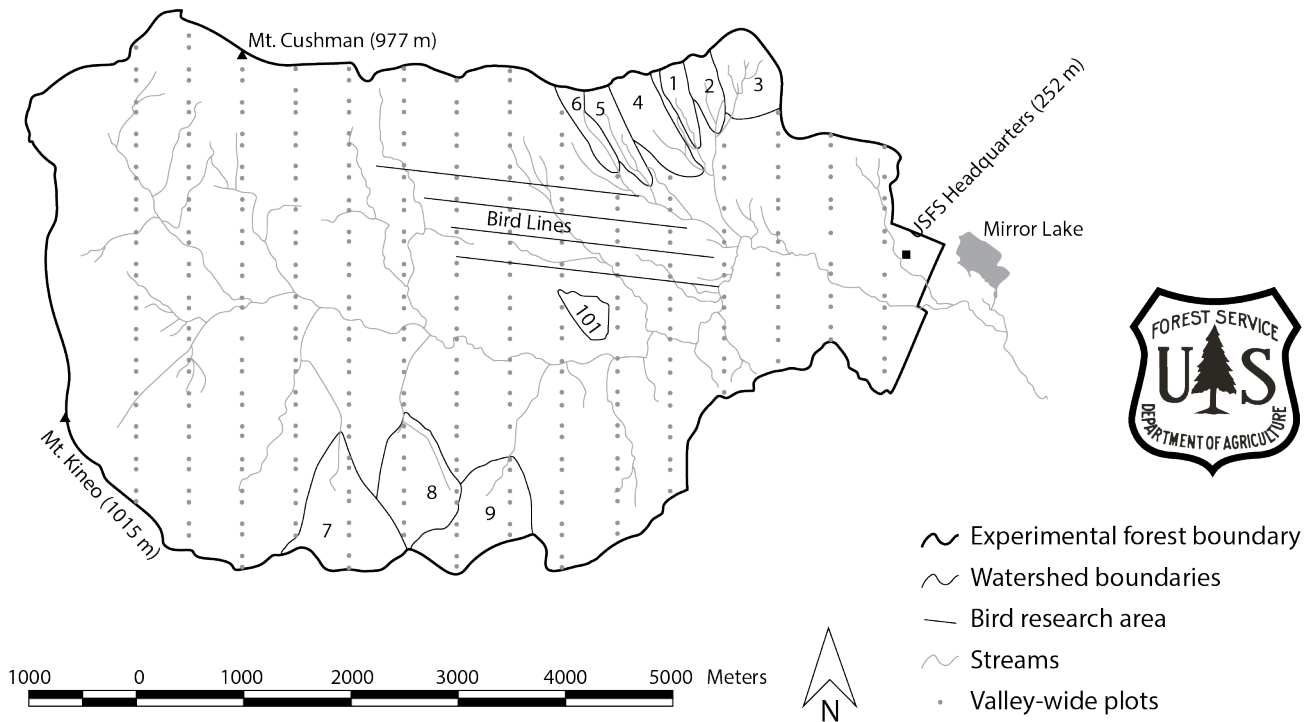 Mt. Cushman (977 m)
1
2
3
6
5
4
USFS Headquarters (252 m)
Bird Lines
Mirror Lake
101
FOREST SERVICE
U S
DEPARTMENT OF AGRICULTURE
Mt. Kineo (1015 m)
7
8
9
Experimental forest boundary
Watershed boundaries
Bird research area
Streams
Valley-wide plots
1000 0 1000 2000 3000 4000 5000 Meters
N